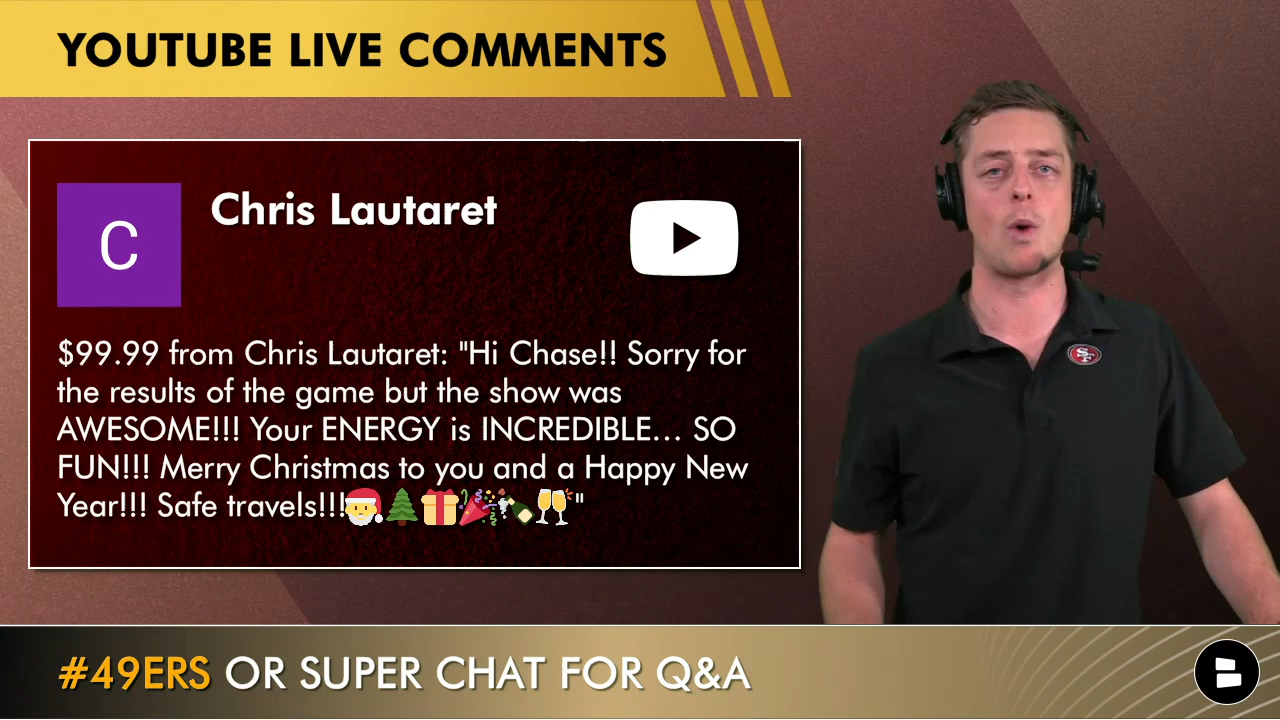 YOUTUBE LIVE COMMENTS
C
Chris Lautaret
$99.99 from Chris Lautaret: "Hi Chase!! Sorry for
the results of the game but the show was
AWESOME!!! Your ENERGY is INCREDIBLE... SO
FUN!!! Merry Christmas to you and a Happy New
Year!!! Safe travels!!!🎅🌲🎁🎉🍾🥂"
SF
#49ERS OR SUPER CHAT FOR Q&A